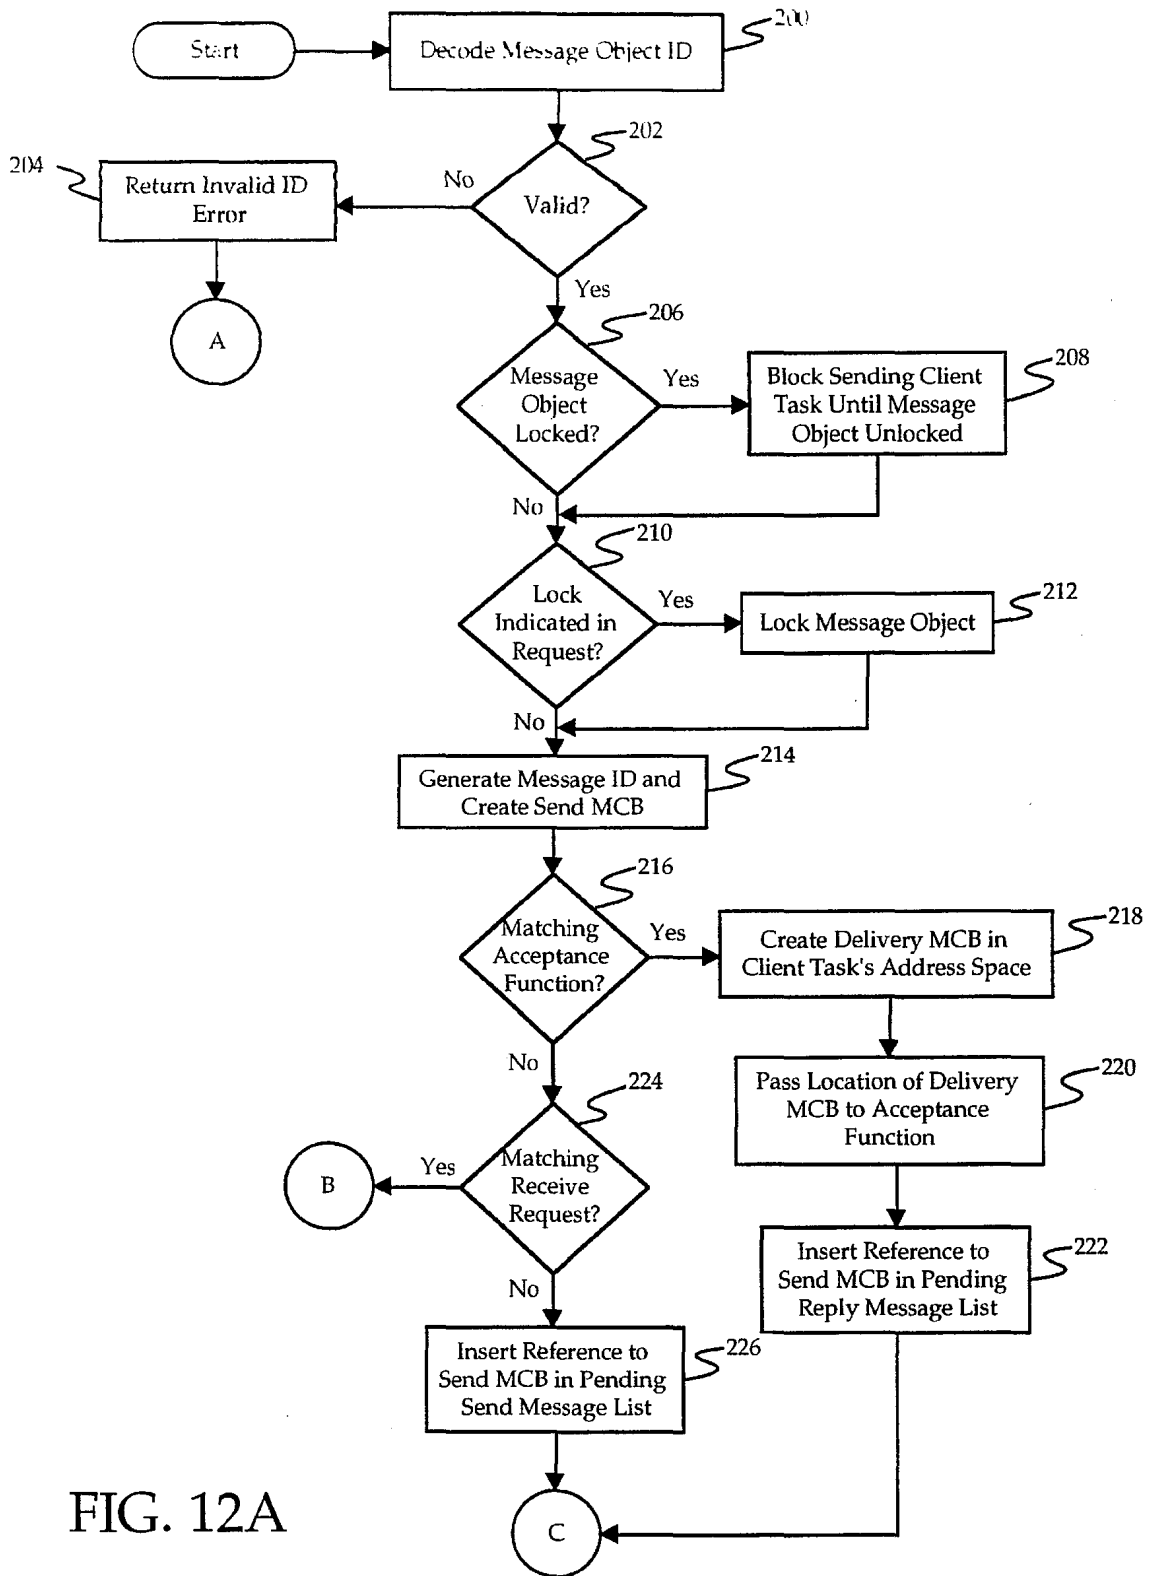 Start
Decode Message Object ID
200
202
Valid?
No
204
Return Invalid ID
Error
A
Yes
206
Message
Object
Locked?
Yes
Block Sending Client
Task Until Message
Object Unlocked
208
No
210
Lock
Indicated in
Request?
Yes
Lock Message Object
212
No
Generate Message ID and
Create Send MCB
214
216
Matching
Acceptance
Function?
Yes
Create Delivery MCB in
Client Task's Address Space
218
Pass Location of Delivery
MCB to Acceptance
Function
220
Insert Reference to
Send MCB in Pending
Reply Message List
222
No
224
Matching
Receive
Request?
Yes
B
No
Insert Reference to
Send MCB in Pending
Send Message List
226
C
FIG. 12A